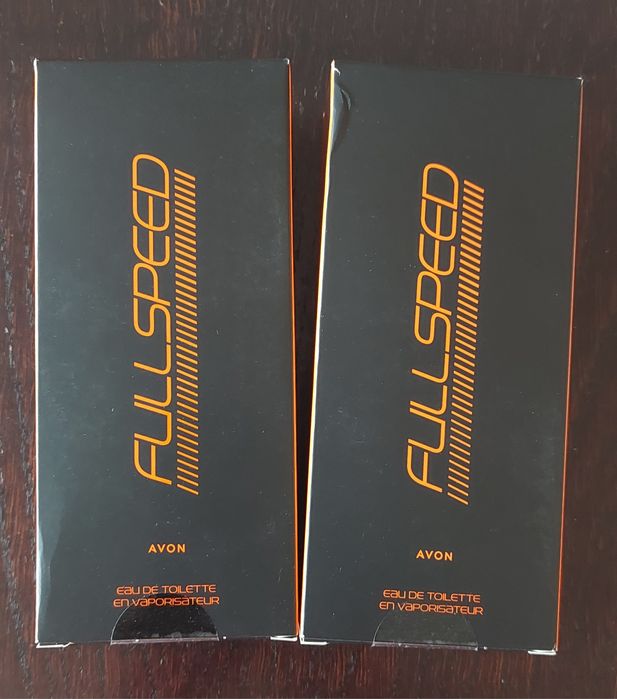 FULLSPEED
AVON
EAU DE TOILETTE
EN VAPORISATEUR
FULLSPEED
AVON
EAU DE TOILETTE
EN VAPORISATEUR